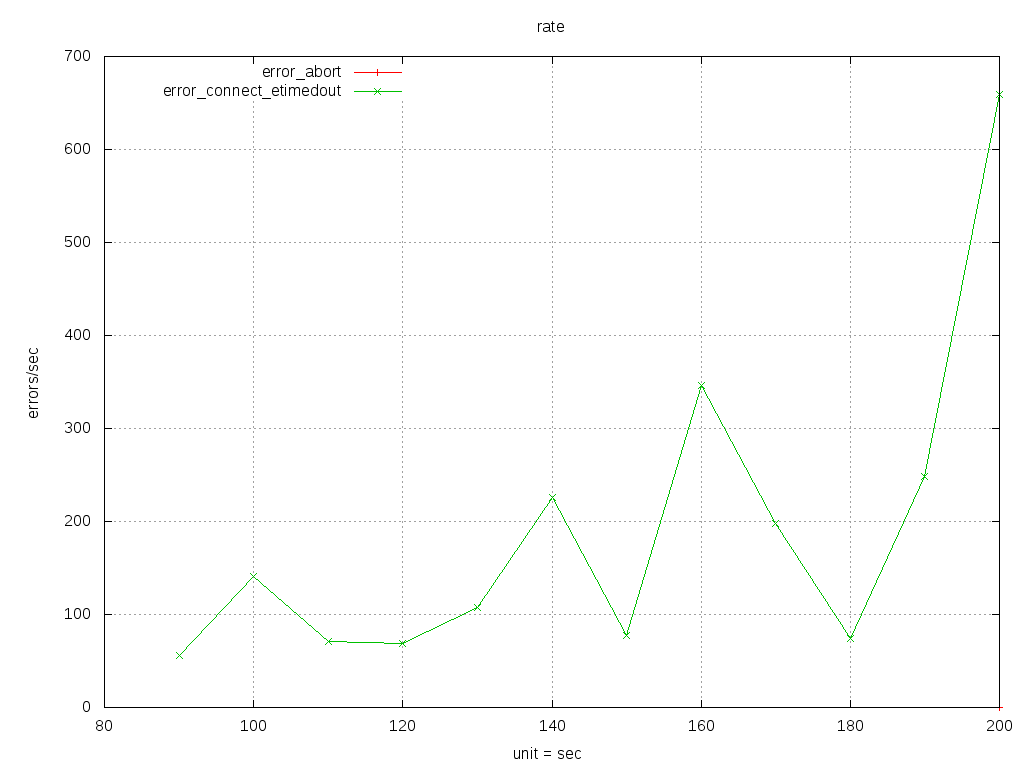 rate
700
600
500
400
300
200
100
0
errors/sec
error_abort
error_connect_etimedout
80 100 120 140 160 180 200
unit = sec